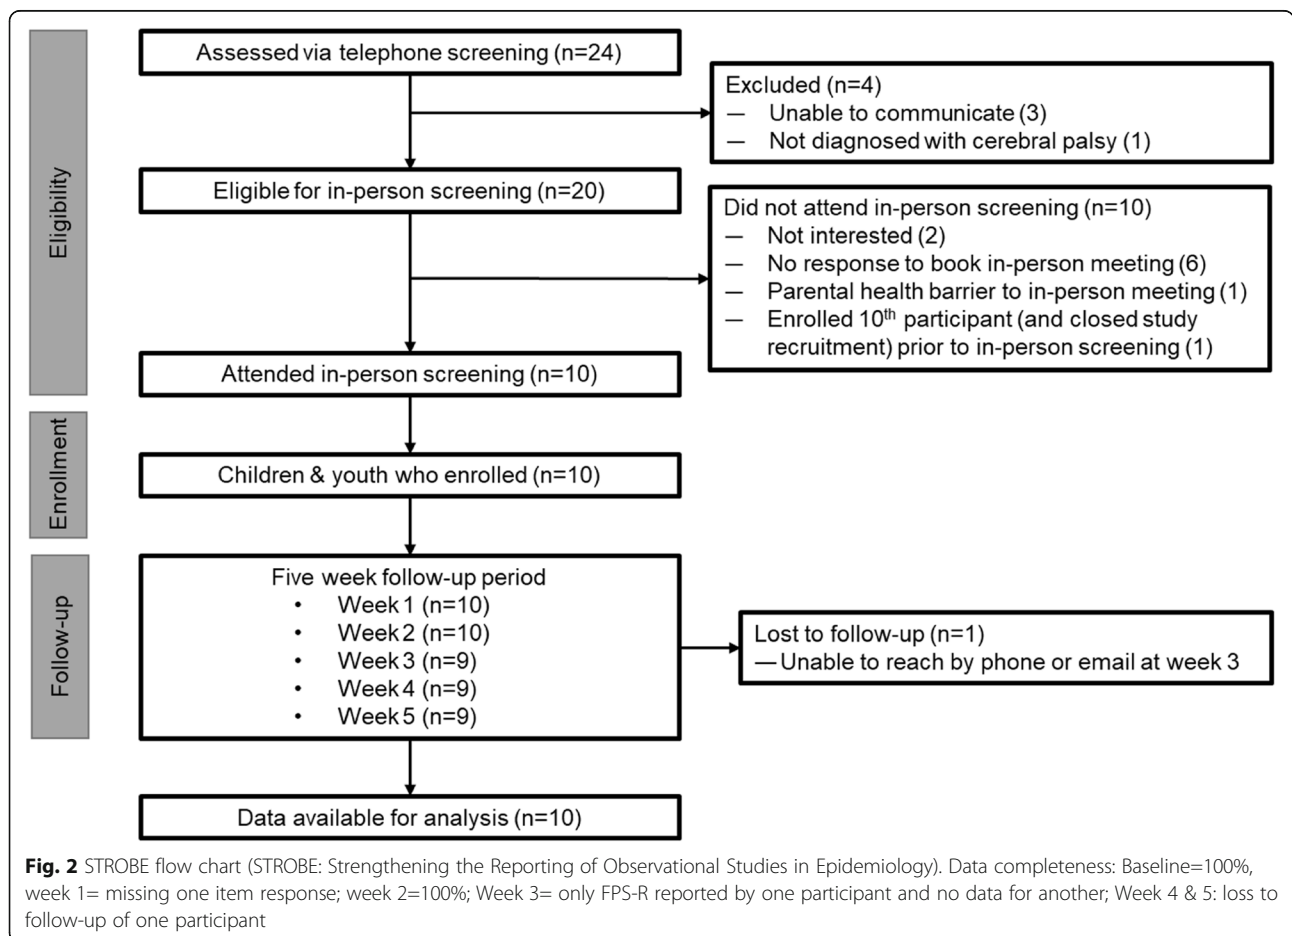 Eligibility
Assessed via telephone screening (n=24)
Excluded (n=4)
— Unable to communicate (3)
— Not diagnosed with cerebral palsy (1)
Eligible for in-person screening (n=20)
Did not attend in-person screening (n=10)
— Not interested (2)
— No response to book in-person meeting (6)
— Parental health barrier to in-person meeting (1)
— Enrolled 10th participant (and closed study
recruitment) prior to in-person screening (1)
Attended in-person screening (n=10)
Enrollment
Children & youth who enrolled (n=10)
Follow-up
Five week follow-up period
• Week 1 (n=10)
• Week 2 (n=10)
• Week 3 (n=9)
• Week 4 (n=9)
• Week 5 (n=9)
Lost to follow-up (n=1)
— Unable to reach by phone or email at week 3
Data available for analysis (n=10)
Fig. 2 STROBE flow chart (STROBE: Strengthening the Reporting of Observational Studies in Epidemiology). Data completeness: Baseline=100%,
week 1= missing one item response; week 2=100%; Week 3= only FPS-R reported by one participant and no data for another; Week 4 & 5: loss to
follow-up of one participant